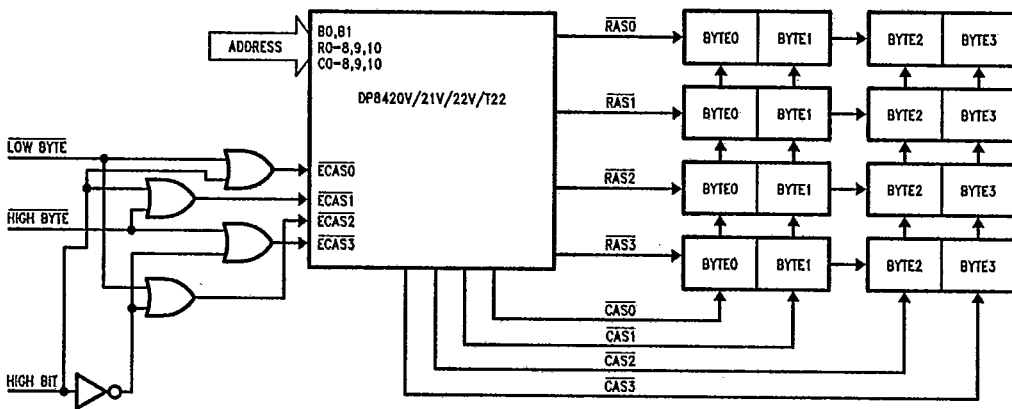 ADDRESS
B0,B1
R0-8,9,10
C0-8,9,10
DP8420V/21V/22V/T22
RAS0
BYTE0 BYTE1 BYTE2 BYTE3
RAS1
BYTE0 BYTE1 BYTE2 BYTE3
LOW BYTE
ECAS0
RAS2
BYTE0 BYTE1 BYTE2 BYTE3
ECAS1
HIGH BYTE
ECAS2
ECAS3
RAS3
BYTE0 BYTE1 BYTE2 BYTE3
CAS0
CAS1
CAS2
HIGH BIT
CAS3